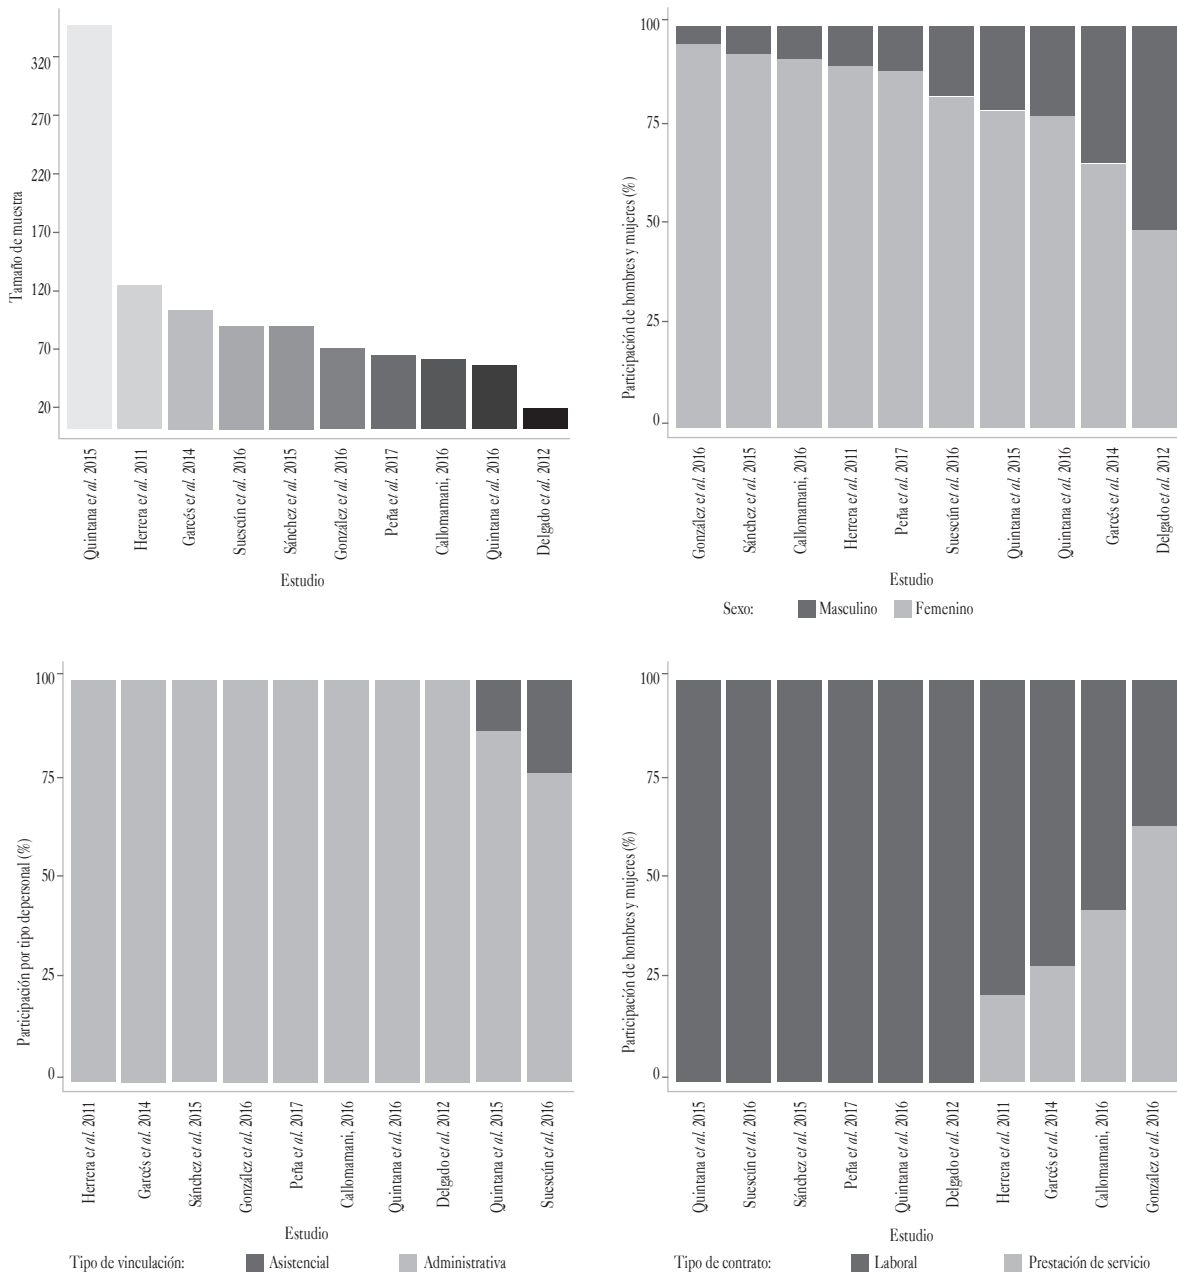 Tamaño de muestra
320
270
220
170
120
70
20
Quintana et al. 2015
Herrera et al. 2011
Garcés et al. 2014
Suescún et al. 2016
Sánchez et al. 2015
González et al. 2016
Peña et al. 2017
Callomamani, 2016
Quintana et al. 2016
Delgado et al. 2012
Estudio
Participación de hombres y mujeres (%)
100
75
50
25
0
González et al. 2016
Sánchez et al. 2015
Callomamani, 2016
Herrera et al. 2011
Peña et al. 2017
Suescún et al. 2016
Quintana et al. 2015
Quintana et al. 2016
Garcés et al. 2014
Delgado et al. 2012
Estudio
Sexo: Masculino Femenino
Participación por tipo depersonal (%)
100
75
50
25
0
Herrera et al. 2011
Garcés et al. 2014
Sánchez et al. 2015
González et al. 2016
Peña et al. 2017
Callomamani, 2016
Quintana et al. 2016
Delgado et al. 2012
Quintana et al. 2015
Suescún et al. 2016
Estudio
Tipo de vinculación: Asistencial Administrativa
Participación de hombres y mujeres (%)
100
75
50
25
0
Quintana et al. 2015
Suescún et al. 2016
Sánchez et al. 2015
Peña et al. 2017
Quintana et al. 2016
Delgado et al. 2012
Herrera et al. 2011
Garcés et al. 2014
Callomamani, 2016
González et al. 2016
Estudio
Tipo de contrato: Laboral Prestación de servicio